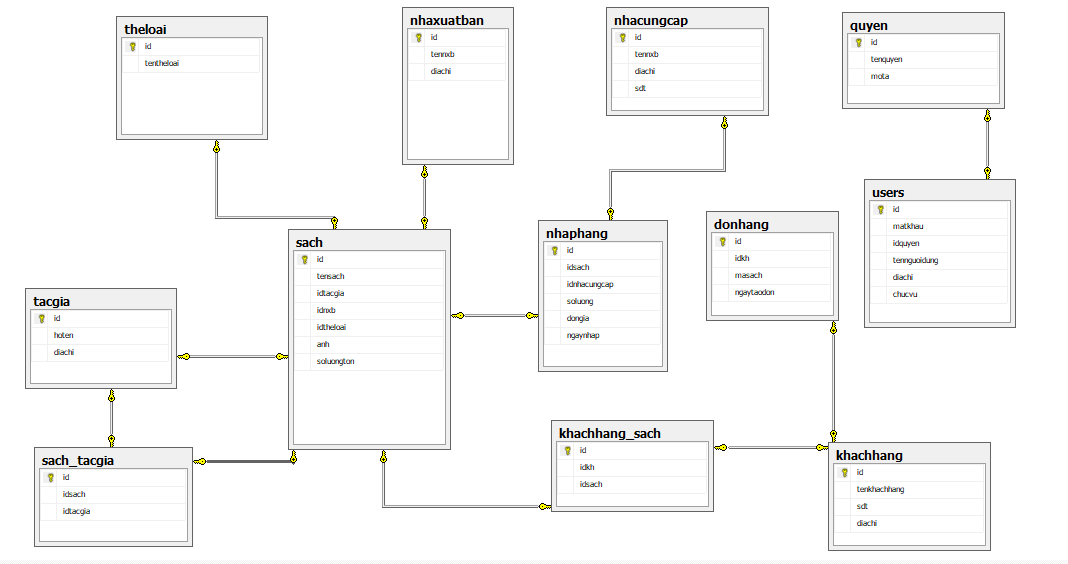 theloai
id
tentheloai
nhaxuatban
id
tennxb
diachi
nhacungcap
id
tennxb
diachi
sdt
quyen
id
tenquyen
mota
users
id
matkhau
idquyen
tennguoidung
diachi
chucvu
sach
id
tensach
idtacgia
idnxb
idtheloai
anh
soluongton
nhaphang
id
idsach
idnhacungcap
soluong
dongia
ngaynhap
donhang
id
idkh
masach
ngaytaodon
tacgia
id
hoten
diachi
sach_tacgia
id
idsach
idtacgia
khachhang_sach
id
idkh
idsach
khachhang
id
tenkhachhang
sdt
diachi